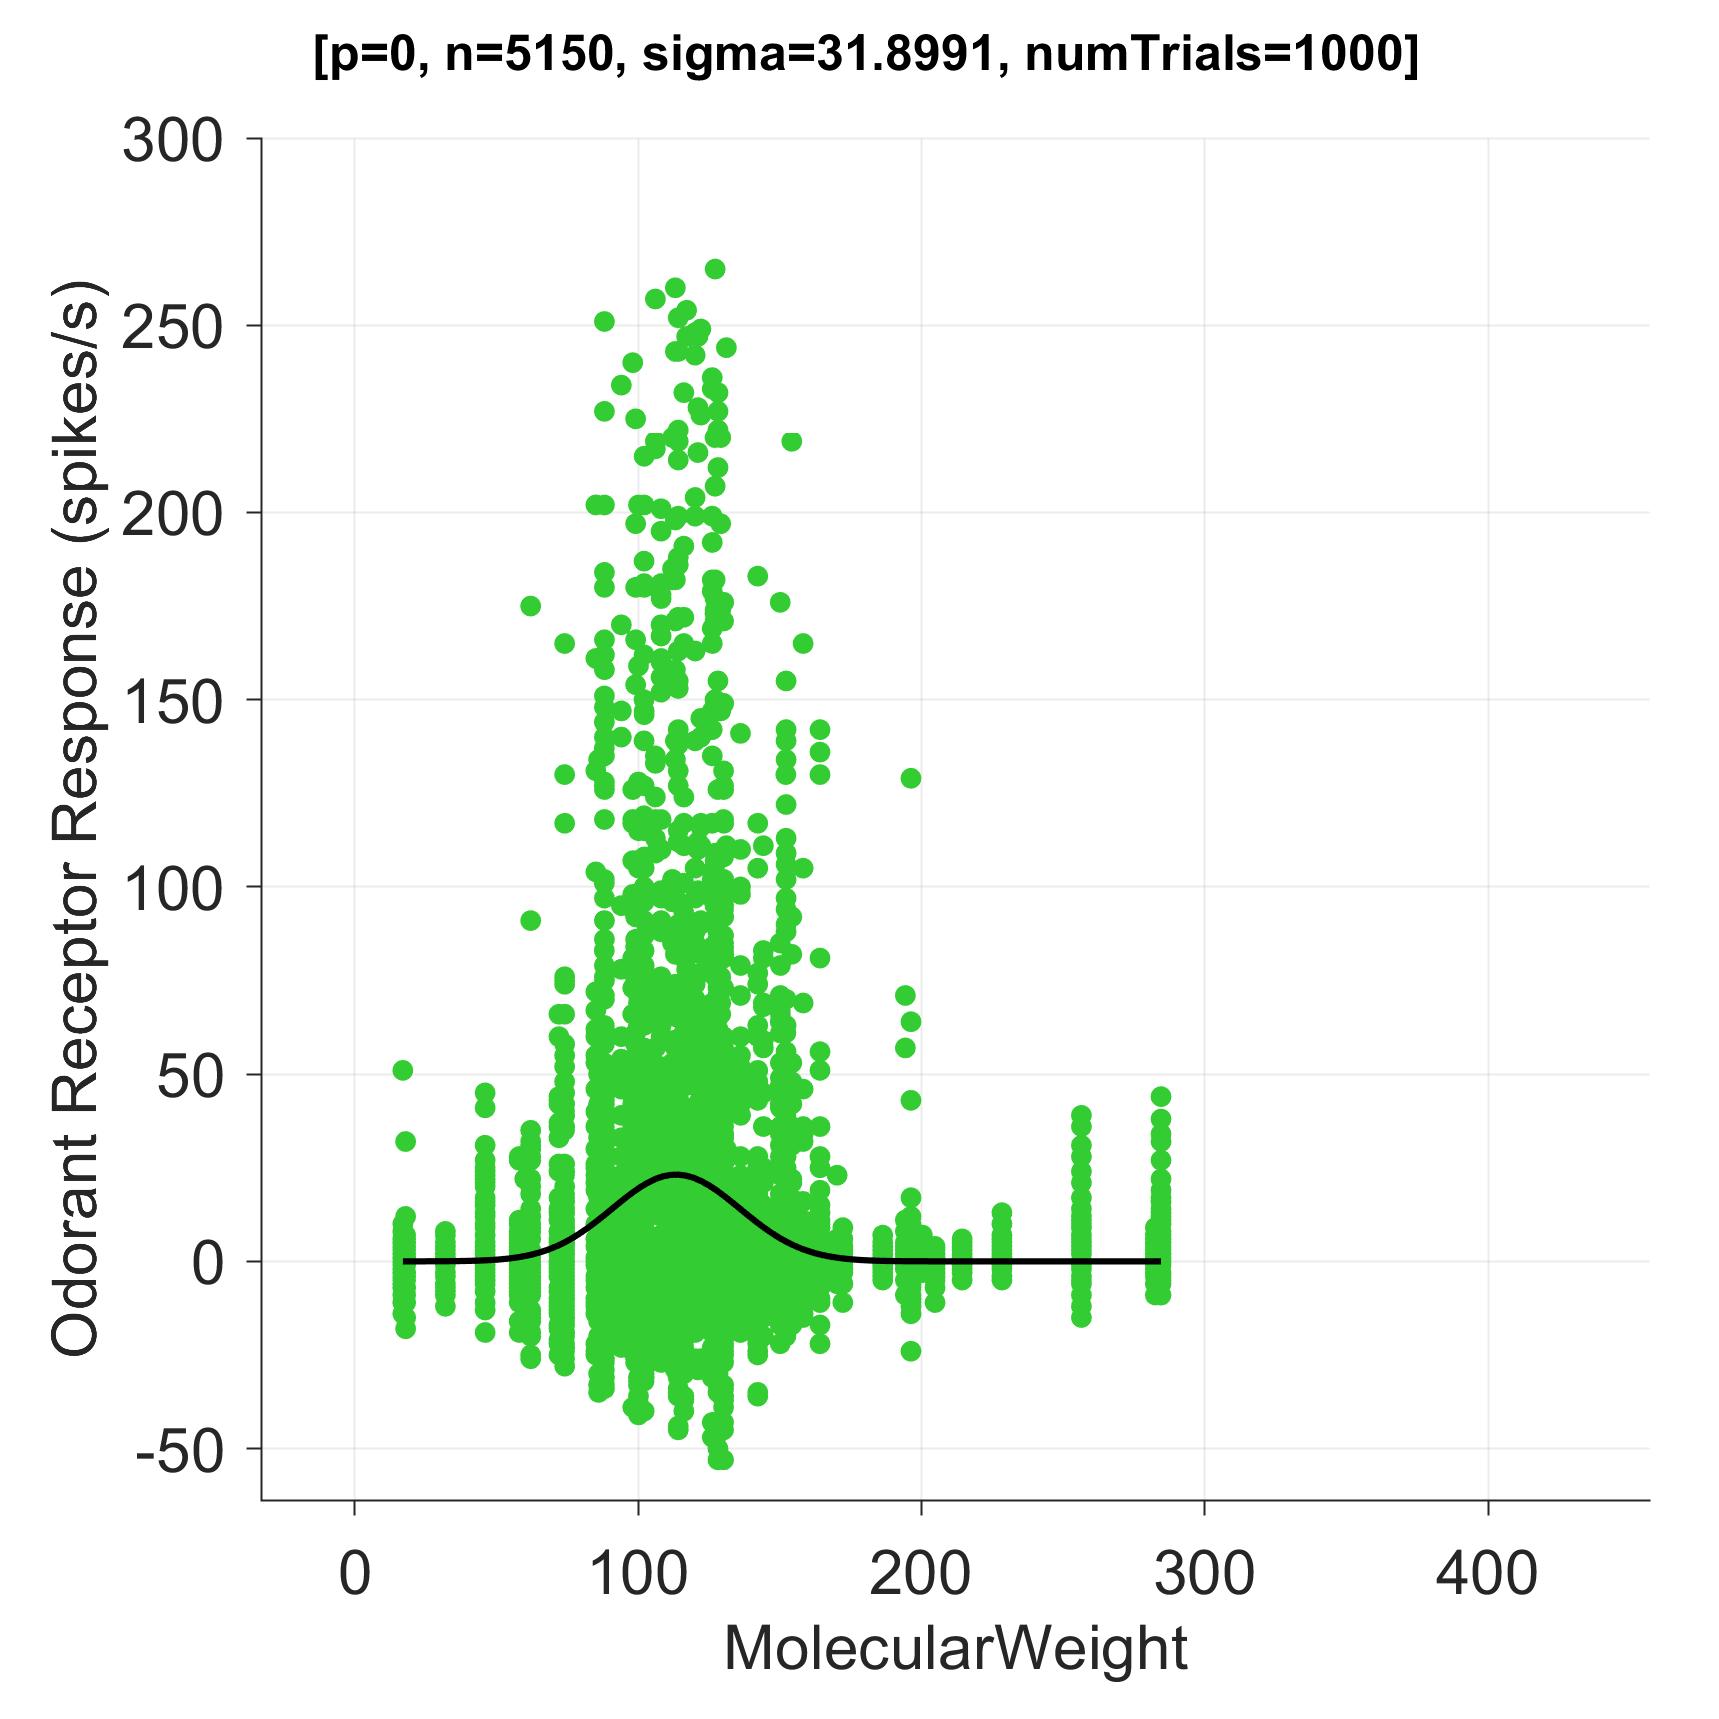 [p=0, n=5150, sigma=31.8991, numTrials=1000]
300
250
200
150
100
50
0
-50
Odorant Receptor Response (spikes/s)
0 100 200 300 400
MolecularWeight